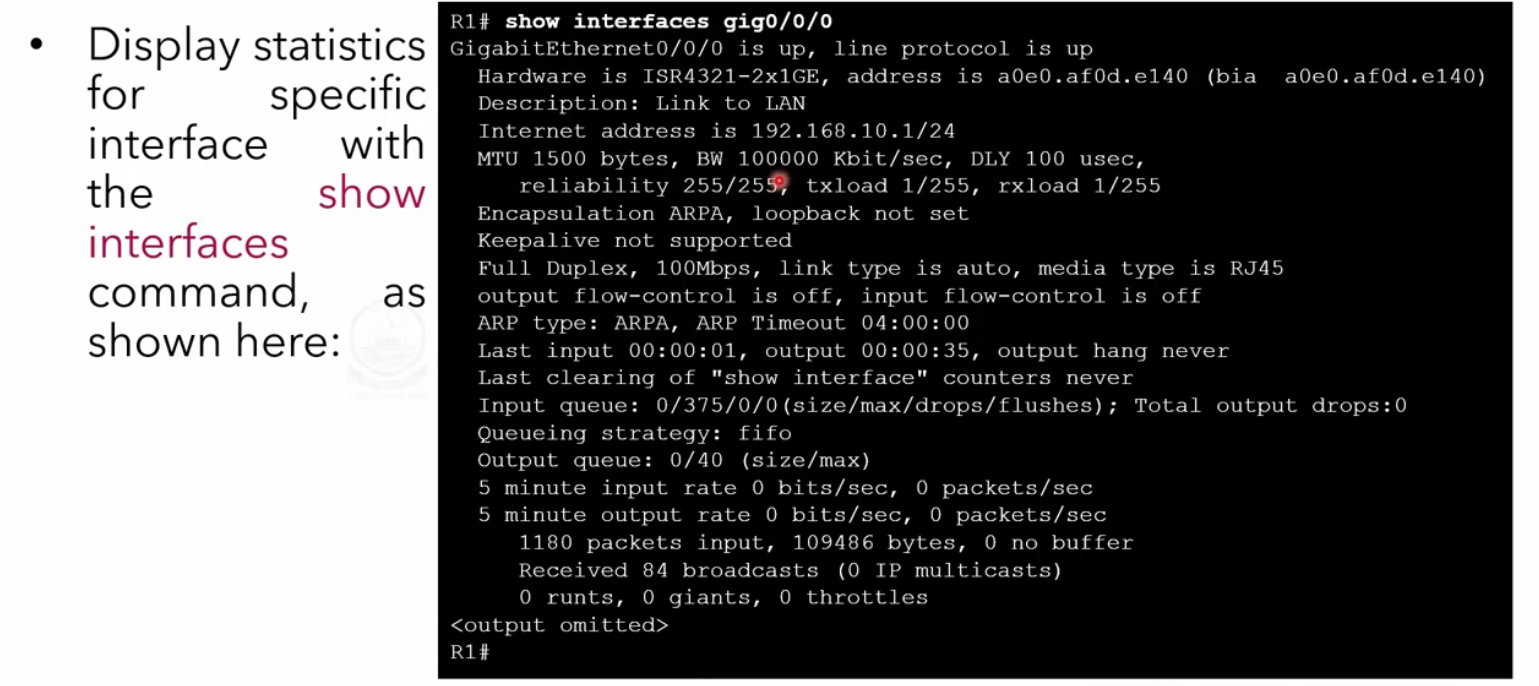 • Display statistics
for specific
interface with
the show
interfaces
command, as
shown here:
R1# show interfaces gig0/0/0
GigabitEthernet0/0/0 is up, line protocol is up
Hardware is ISR4321-2x1GE, address is a0e0.af0d.e140 (bia a0e0.af0d.e140)
Description: Link to LAN
Internet address is 192.168.10.1/24
MTU 1500 bytes, BW 100000 Kbit/sec, DLY 100 usec,
reliability 255/255, txload 1/255, rxload 1/255
Encapsulation ARPA, loopback not set
Keepalive not supported
Full Duplex, 100Mbps, link type is auto, media type is RJ45
output flow-control is off, input flow-control is off
ARP type: ARPA, ARP Timeout 04:00:00
Last input 00:00:01, output 00:00:35, output hang never
Last clearing of "show interface" counters never
Input queue: 0/375/0/0(size/max/drops/flushes); Total output drops:0
Queueing strategy: fifo
Output queue: 0/40 (size/max)
5 minute input rate 0 bits/sec, 0 packets/sec
5 minute output rate 0 bits/sec, 0 packets/sec
1180 packets input, 109486 bytes, 0 no buffer
Received 84 broadcasts (0 IP multicasts)
0 runts, 0 giants, 0 throttles
<output omitted>
R1#